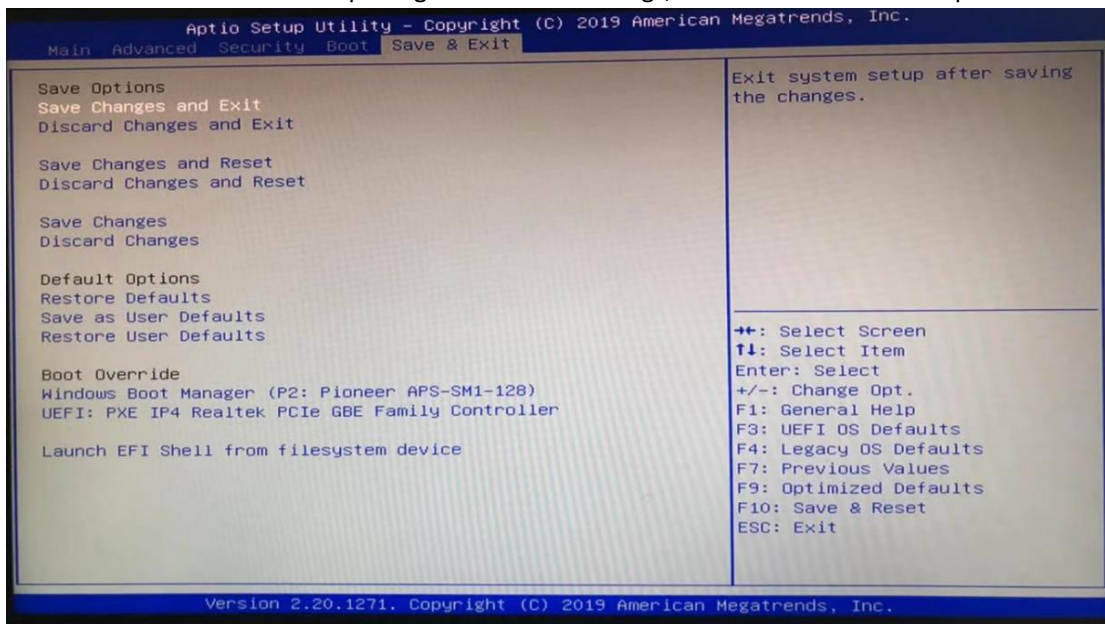 Aptio Setup Utility – Copyright (C) 2019 American Megatrends, Inc.
Main Advanced Security Boot Save & Exit
Save Options
Save Changes and Exit
Discard Changes and Exit
Save Changes and Reset
Discard Changes and Reset
Save Changes
Discard Changes
Default Options
Restore Defaults
Save as User Defaults
Restore User Defaults
Boot Override
Windows Boot Manager (P2: Pioneer APS-SM1-128)
UEFI: PXE IP4 Realtek PCIe GBE Family Controller
Launch EFI Shell from filesystem device
Exit system setup after saving
the changes.
→←: Select Screen
↑↓: Select Item
Enter: Select
+/-: Change Opt.
F1: General Help
F3: UEFI OS Defaults
F4: Legacy OS Defaults
F7: Previous Values
F9: Optimized Defaults
F10: Save & Reset
ESC: Exit
Version 2.20.1271. Copyright (C) 2019 American Megatrends, Inc.